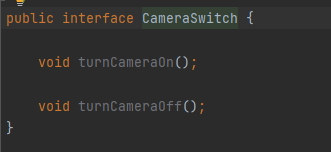 public interface CameraSwitch {
void turnCameraOn();
void turnCameraOff();
}